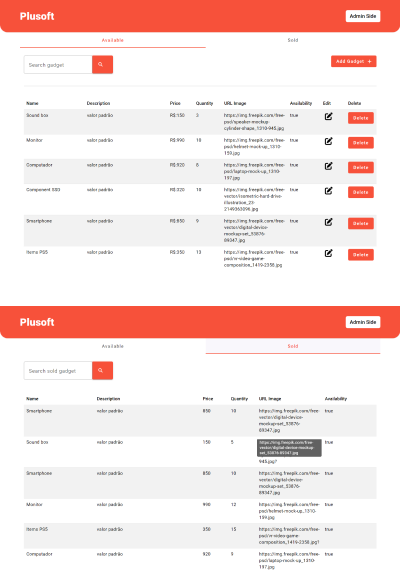 Plusoft
Admin Side
Available
Sold
Search gadget
Add Gadget +
Name Description Price Quantity URL Image Availability Edit Delete
Sound box valor padrão R$:150 3 https://img.freepik.com/free- true Delete
psd/speaker-mockup-
cylinder-shape_1310-945.jpg
Monitor valor padrão R$:990 10 https://img.freepik.com/free- true Delete
psd/helmet-mock-up_1310-
159.jpg
Computador valor padrão R$:920 8 https://img.freepik.com/free- true Delete
psd/laptop-mock-up_1310-
197.jpg
Component SSD valor padrão R$:220 18 https://img.freepik.com/free- true Delete
vector/isometric-hard-drive-
illustration_23-
2149363096.jpg
Smartphone valor padrão R$:850 9 https://img.freepik.com/free- true Delete
vector/digital-device-
mockup-set_53876-
89347.jpg
Items PS5 valor padrão R$:350 13 https://img.freepik.com/free- true Delete
psd/vr-video-game-
composition_1419-2358.jpg
Plusoft
Admin Side
Available
Sold
Search sold gadget
Name Description Price Quantity URL Image Availability
Smartphone valor padrão 850 10 https://img.freepik.com/free- true
vector/digital-device-
mockup-set_53876-
89347.jpg
Sound box valor padrão 150 5 true
https://img.freepik.com/free-
vector/digital-device-mockup-
set_53876-89347.jpg
945.jpg?
Smartphone valor padrão 850 10 https://img.freepik.com/free- true
vector/digital-device-
mockup-set_53876-
89347.jpg
Monitor valor padrão 990 12 https://img.freepik.com/free- true
psd/helmet-mock-up_1310-
159.jpg
Items PS5 valor padrão 350 15 https://img.freepik.com/free- true
psd/vr-video-game-
composition_1419-2358.jpg?
Computador valor padrão 920 9 https://img.freepik.com/free- true
psd/laptop-mock-up_1310-
197.jpg